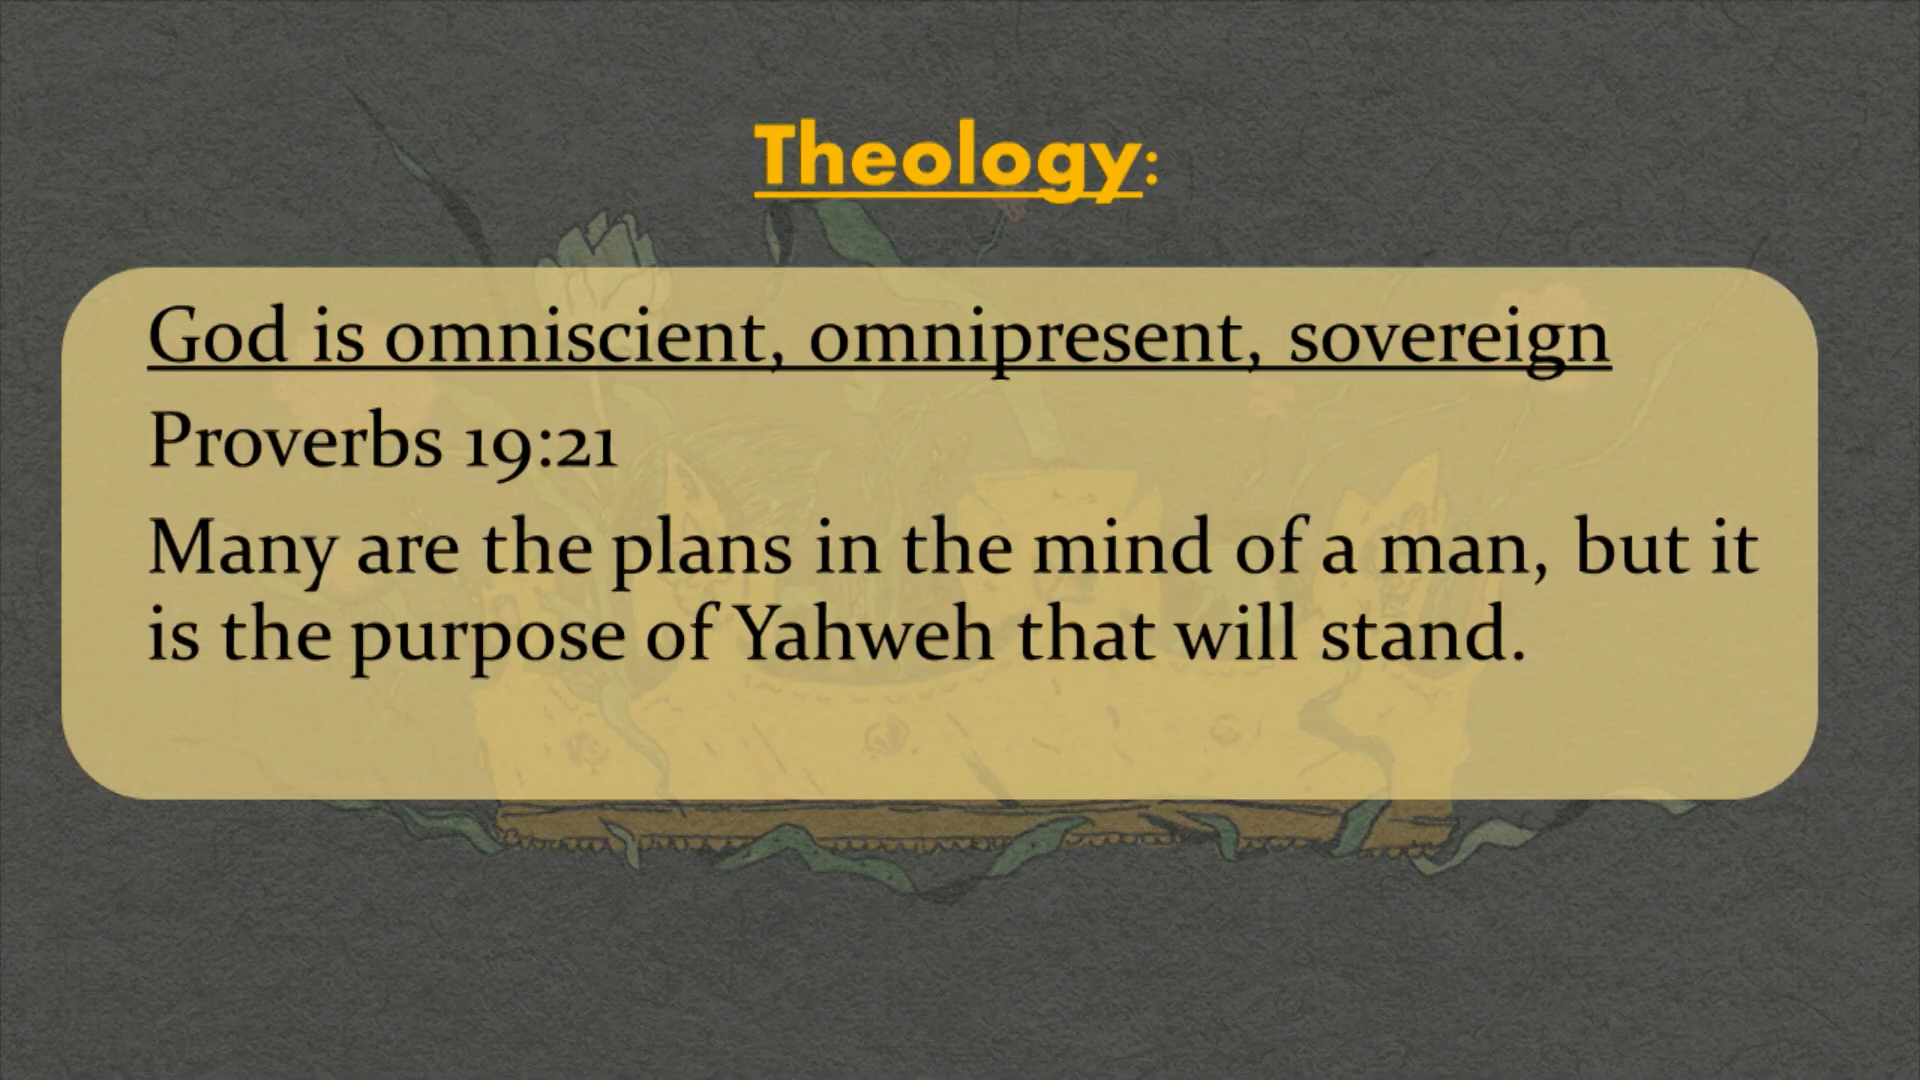 Theology:
God is omniscient, omnipresent, sovereign
Proverbs 19:21
Many are the plans in the mind of a man, but it
is the purpose of Yahweh that will stand.